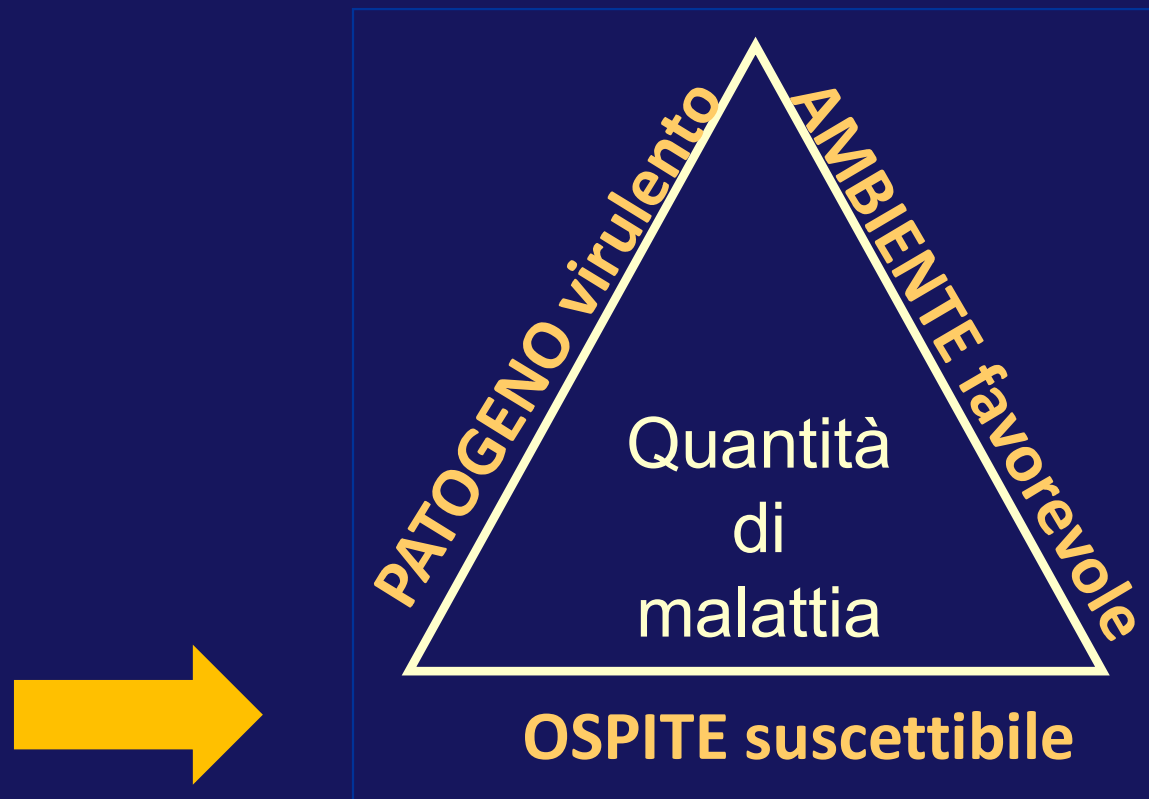 PATOGENO virulento
AMBIENTE favorevole
Quantità
di
malattia
OSPITE suscettibile